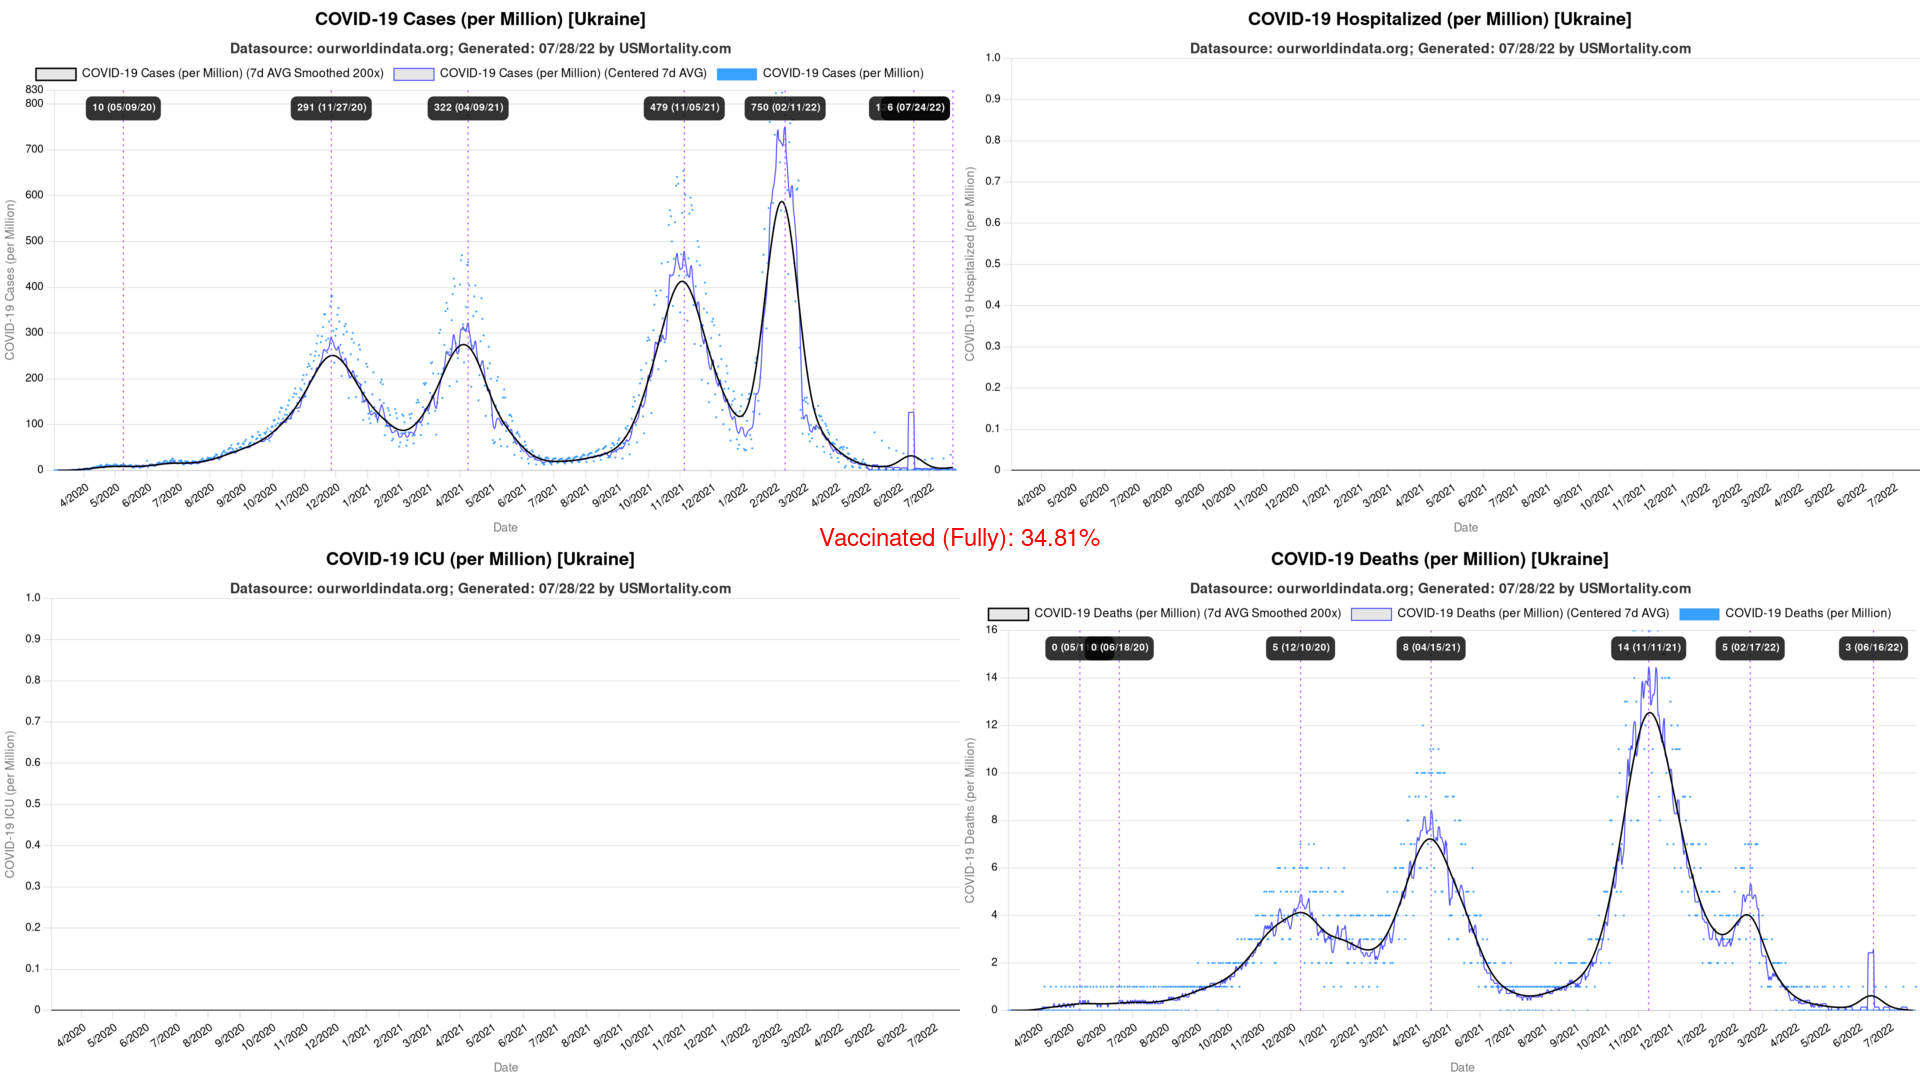 COVID-19 Cases (per Million) [Ukraine]
Datasource: ourworldindata.org; Generated: 07/28/22 by USMortality.com
COVID-19 Cases (per Million) (7d AVG Smoothed 200x) COVID-19 Cases (per Million) (Centered 7d AVG) COVID-19 Cases (per Million)
830
800
700
600
500
400
300
200
100
0
COVID-19 Cases (per Million)
10 (05/09/20) 291 (11/27/20) 322 (04/09/21) 479 (11/05/21) 750 (02/11/22) 6 (07/24/22)
4/2020 5/2020 6/2020 7/2020 8/2020 9/2020 10/2020 11/2020 12/2020 1/2021 2/2021 3/2021 4/2021 5/2021 6/2021 7/2021 8/2021 9/2021 10/2021 11/2021 12/2021 1/2022 2/2022 3/2022 4/2022 5/2022 6/2022 7/2022
Date
COVID-19 Hospitalized (per Million) [Ukraine]
Datasource: ourworldindata.org; Generated: 07/28/22 by USMortality.com
1.0
0.9
0.8
0.7
0.6
0.5
0.4
0.3
0.2
0.1
0
COVID-19 Hospitalized (per Million)
4/2020 5/2020 6/2020 7/2020 8/2020 9/2020 10/2020 11/2020 12/2020 1/2021 2/2021 3/2021 4/2021 5/2021 6/2021 7/2021 8/2021 9/2021 10/2021 11/2021 12/2021 1/2022 2/2022 3/2022 4/2022 5/2022 6/2022 7/2022
Date
Vaccinated (Fully): 34.81%
COVID-19 ICU (per Million) [Ukraine]
Datasource: ourworldindata.org; Generated: 07/28/22 by USMortality.com
1.0
0.9
0.8
0.7
0.6
0.5
0.4
0.3
0.2
0.1
0
COVID-19 ICU (per Million)
4/2020 5/2020 6/2020 7/2020 8/2020 9/2020 10/2020 11/2020 12/2020 1/2021 2/2021 3/2021 4/2021 5/2021 6/2021 7/2021 8/2021 9/2021 10/2021 11/2021 12/2021 1/2022 2/2022 3/2022 4/2022 5/2022 6/2022 7/2022
Date
COVID-19 Deaths (per Million) [Ukraine]
Datasource: ourworldindata.org; Generated: 07/28/22 by USMortality.com
COVID-19 Deaths (per Million) (7d AVG Smoothed 200x) COVID-19 Deaths (per Million) (Centered 7d AVG) COVID-19 Deaths (per Million)
16
14
12
10
8
6
4
2
0
COVID-19 Deaths (per Million)
0 (05/1 0 (06/18/20) 5 (12/10/20) 8 (04/15/21) 14 (11/11/21) 5 (02/17/22) 3 (06/16/22)
4/2020 5/2020 6/2020 7/2020 8/2020 9/2020 10/2020 11/2020 12/2020 1/2021 2/2021 3/2021 4/2021 5/2021 6/2021 7/2021 8/2021 9/2021 10/2021 11/2021 12/2021 1/2022 2/2022 3/2022 4/2022 5/2022 6/2022 7/2022
Date